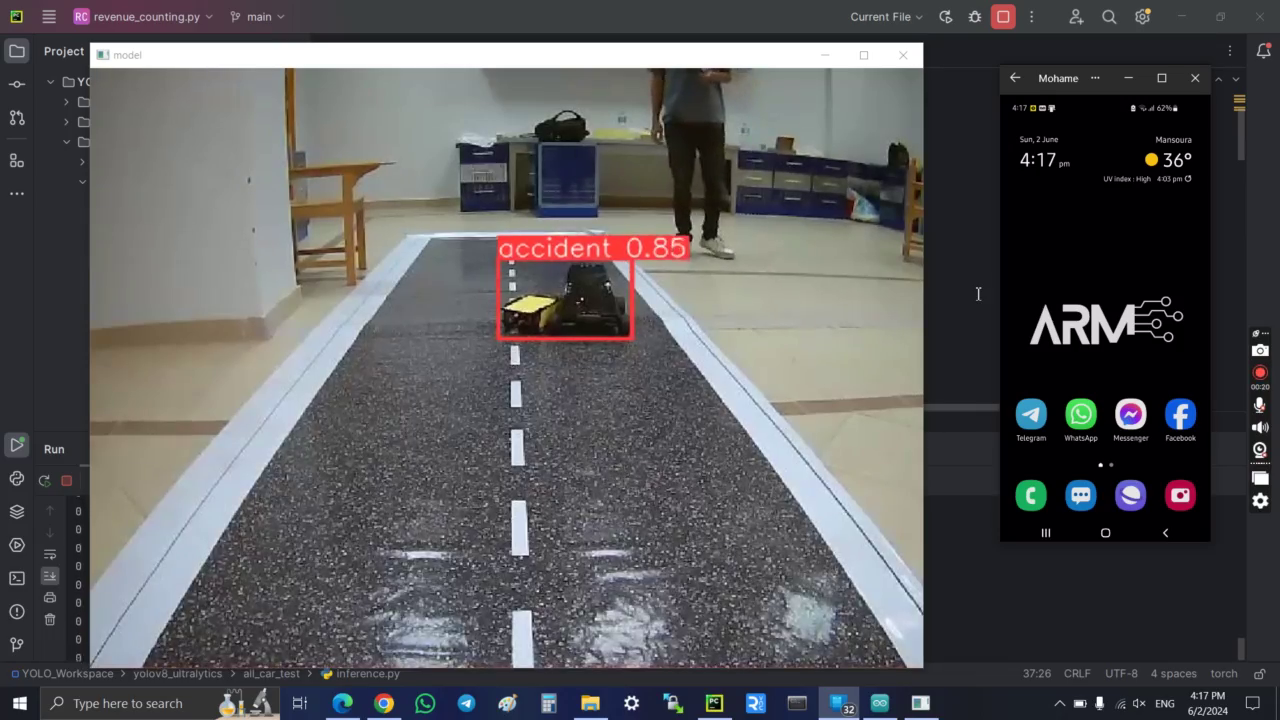 RC revenue_counting.py main Current File
Project
YO
model
accident 0.85
Mohame ...
4:17 62%
Sun, 2 June
4:17 pm
Mansoura
36°
UV index : High 4:03 pm
ARM
Telegram WhatsApp Messenger Facebook
00:20
Run
0
0
0
0
0
0
0
0
0
YOLO_Workspace > yolov8_ultralytics > all_car_test > inference.py 37:26 CRLF UTF-8 4 spaces torch
Type here to search
PC
32
ENG
4:17 PM
6/2/2024